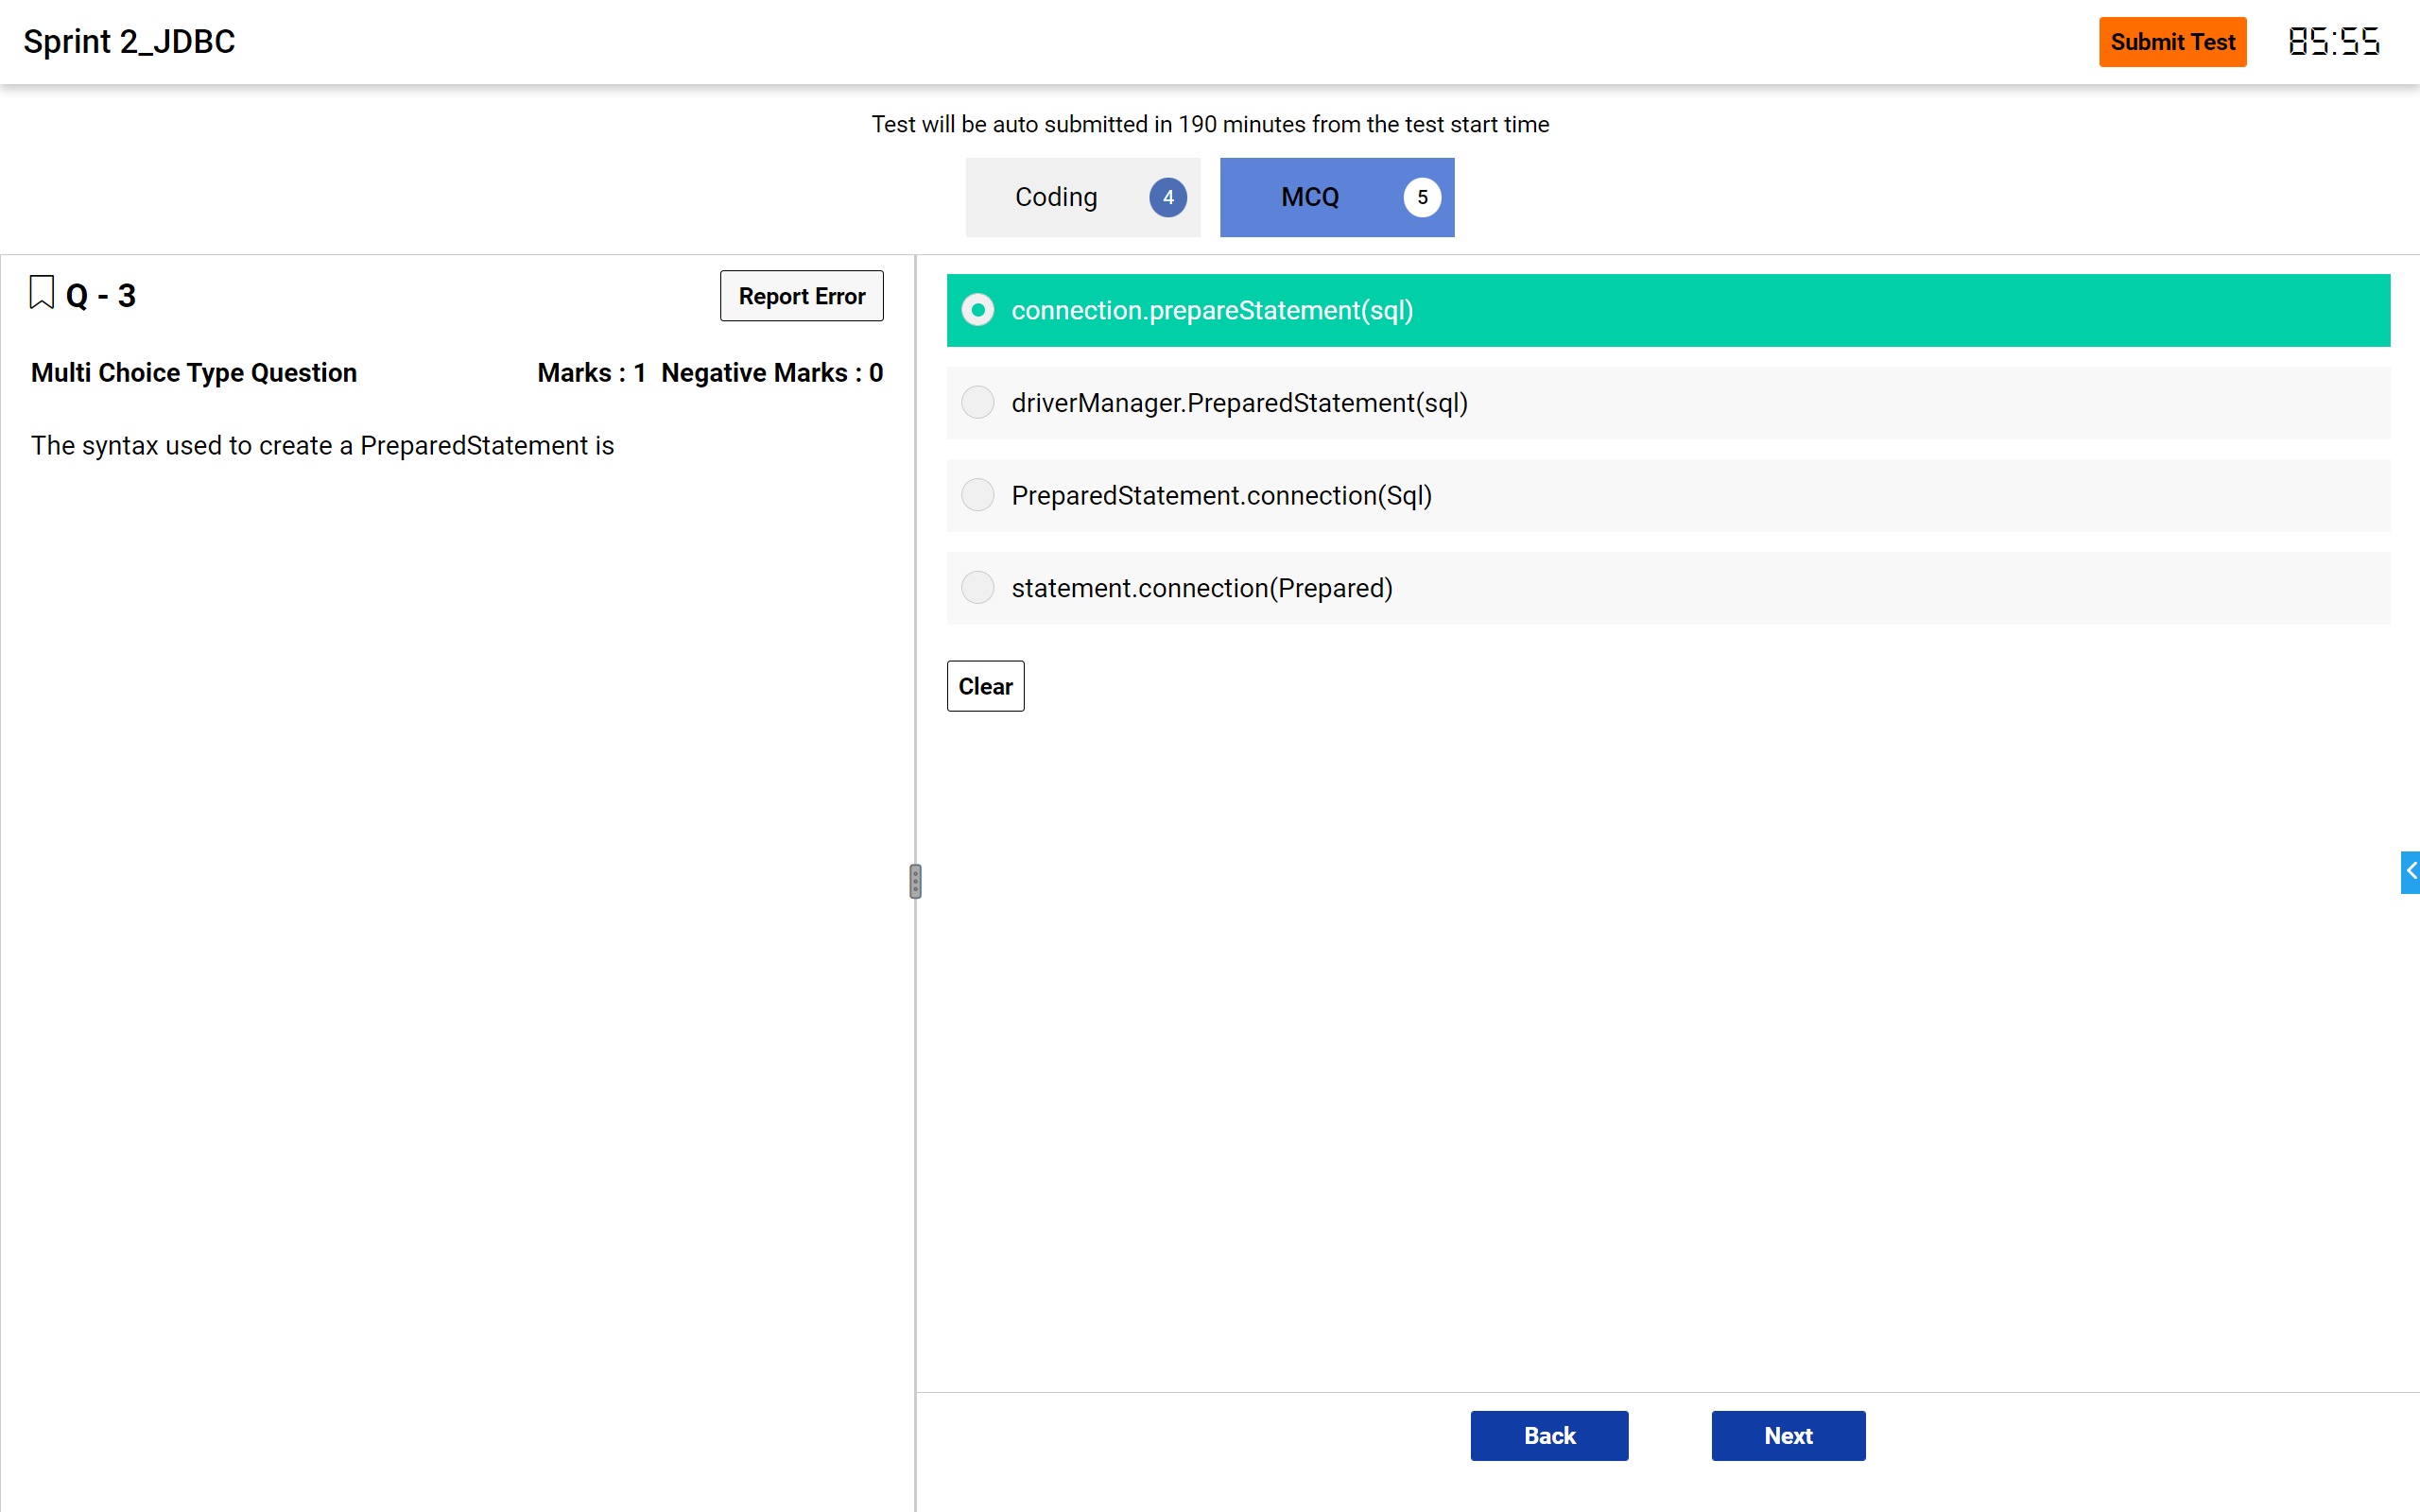 Sprint 2_JDBC
Submit Test
85:55
Test will be auto submitted in 190 minutes from the test start time
Coding 4
MCQ 5
Q - 3
Report Error
Multi Choice Type Question
Marks : 1 Negative Marks : 0
The syntax used to create a PreparedStatement is
connection.prepareStatement(sql)
driverManager.PreparedStatement(sql)
PreparedStatement.connection(Sql)
statement.connection(Prepared)
Clear
Back
Next